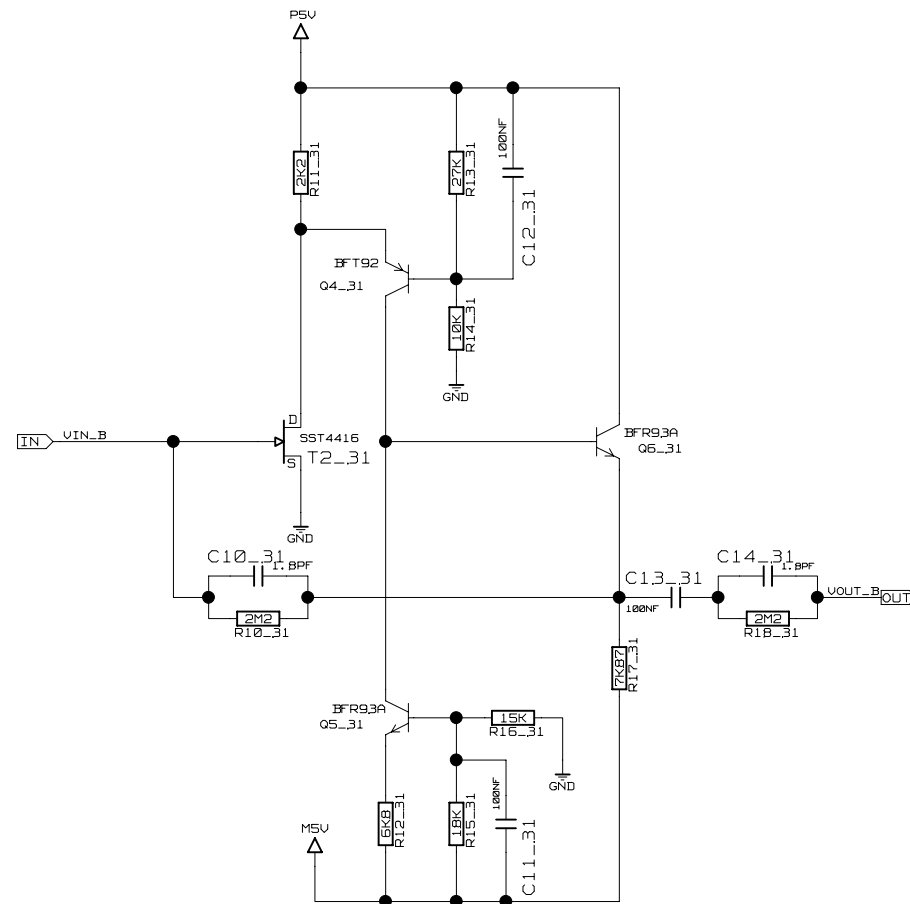 P5V
2K2
R11_31
27K
R13_31
100NF
C12_31
BFT92
Q4_31
10K
R14_31
GND
IN
VIN_B
D
S
SST4416
T2_31
GND
BFR93A
Q6_31
C10_31
1.8PF
2M2
R10_31
C13_31
100NF
C14_31
1.8PF
2M2
R18_31
VOUT_B
OUT
7K87
R17_31
BFR93A
Q5_31
15K
R16_31
GND
M5V
6K8
R12_31
18K
R15_31
100NF
C11_31